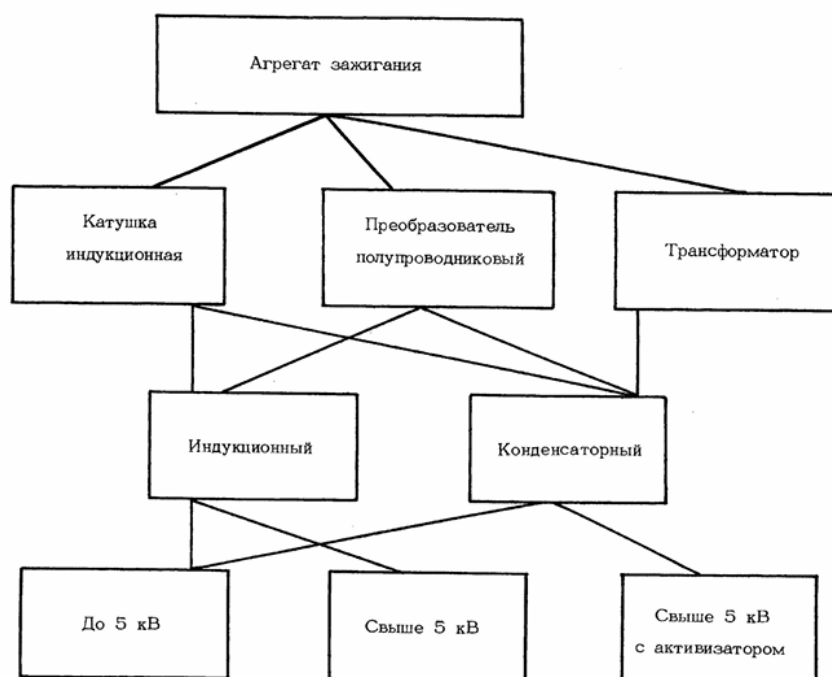 Агрегат зажигания
Катушка
индукционная
Преобразователь
полупроводниковый
Трансформатор
Индукционный
Конденсаторный
До 5 кВ
Свыше 5 кВ
Свыше 5 кВ
с активизатором